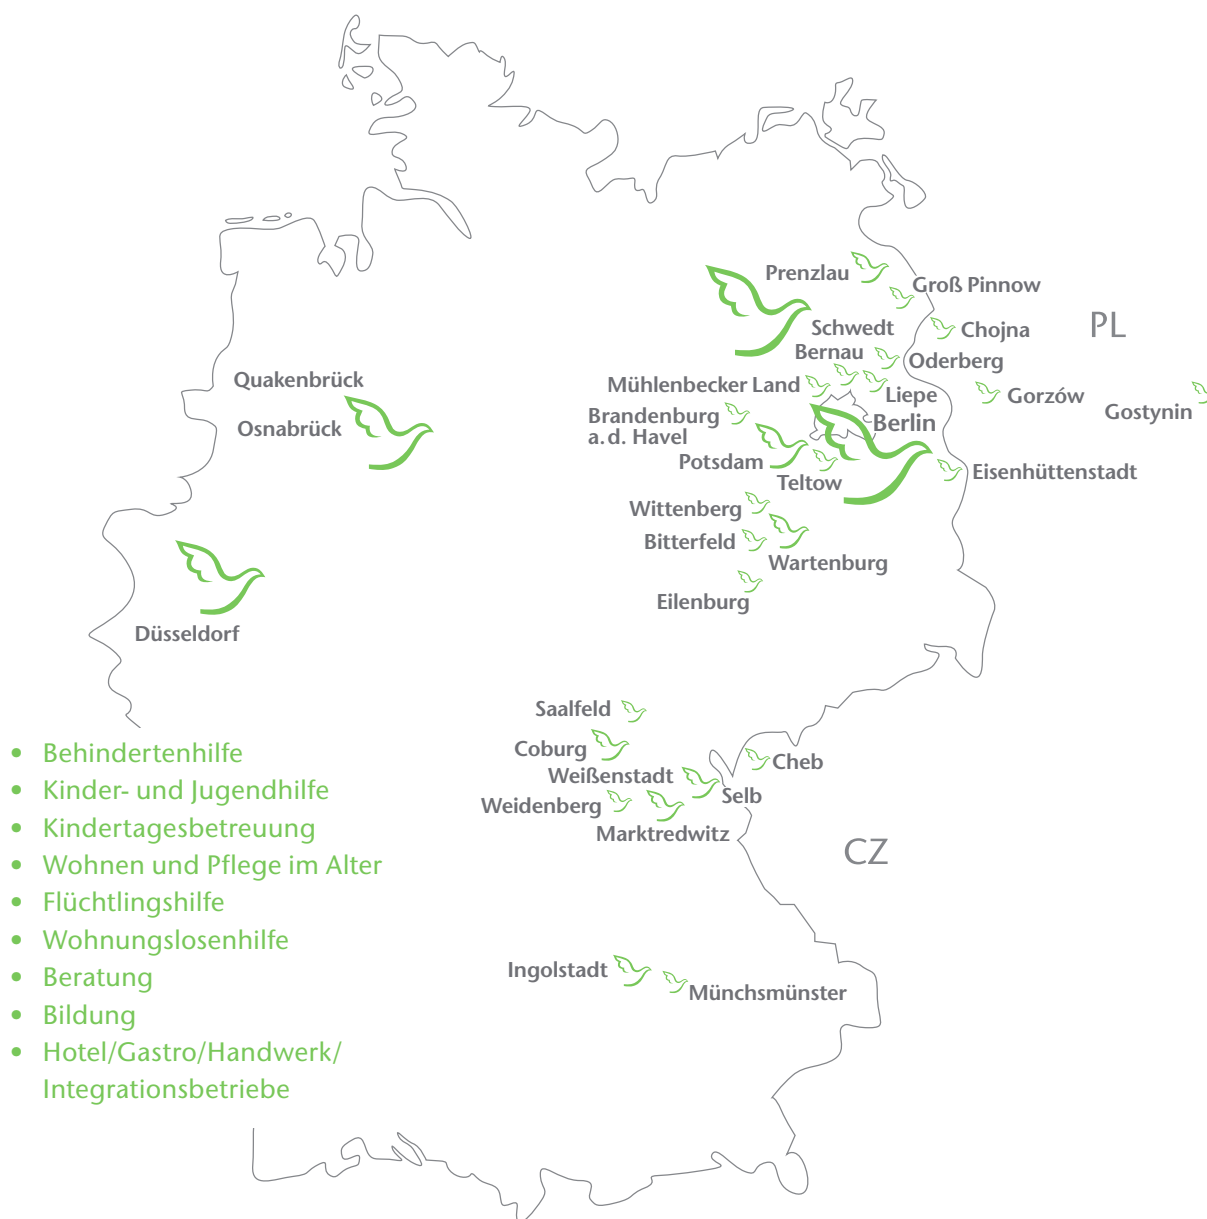 Prenzlau
Groß Pinnow
PL
Schwedt
Chojna
Bernau
Oderberg
Quakenbrück
Mühlenbecker Land
Liepe
Gorzów
Gostynin
Brandenburg
a. d. Havel
Berlin
Osnabrück
Potsdam
Teltow
Eisenhüttenstadt
Wittenberg
Bitterfeld
Wartenburg
Eilenburg
Düsseldorf
Saalfeld
Coburg
Cheb
Weißenstadt
Selb
Weidenberg
Marktredwitz
CZ
Ingolstadt
Münchsmünster
• Behindertenhilfe
• Kinder- und Jugendhilfe
• Kindertagesbetreuung
• Wohnen und Pflege im Alter
• Flüchtlingshilfe
• Wohnungslosenhilfe
• Beratung
• Bildung
• Hotel/Gastro/Handwerk/
Integrationsbetriebe